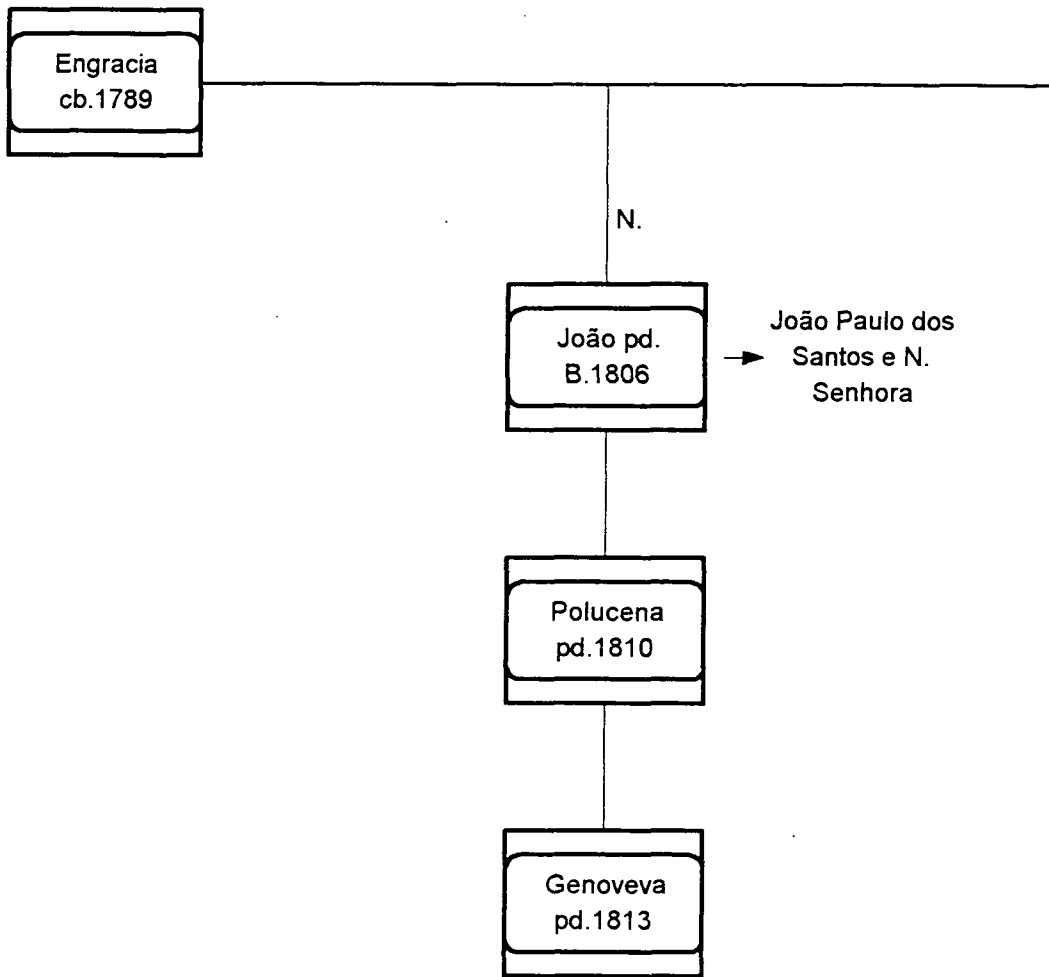 Engracia
cb.1789
N.
João pd.
B.1806
João Paulo dos
Santos e N.
Senhora
Polucena
pd.1810
Genoveva
pd.1813